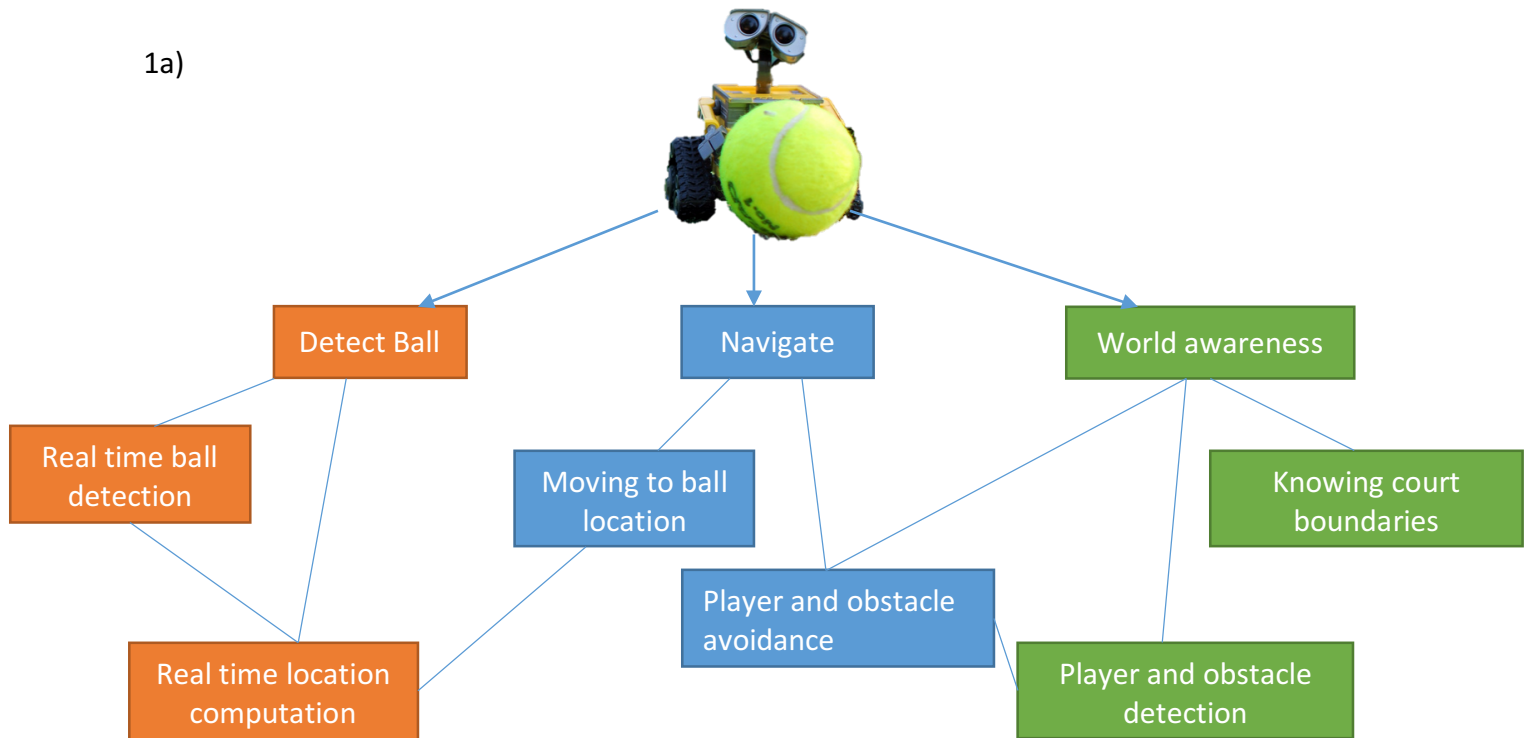 1a)
Detect Ball
Navigate
World awareness
Real time ball
detection
Moving to ball
location
Knowing court
boundaries
Player and obstacle
avoidance
Real time location
computation
Player and obstacle
detection